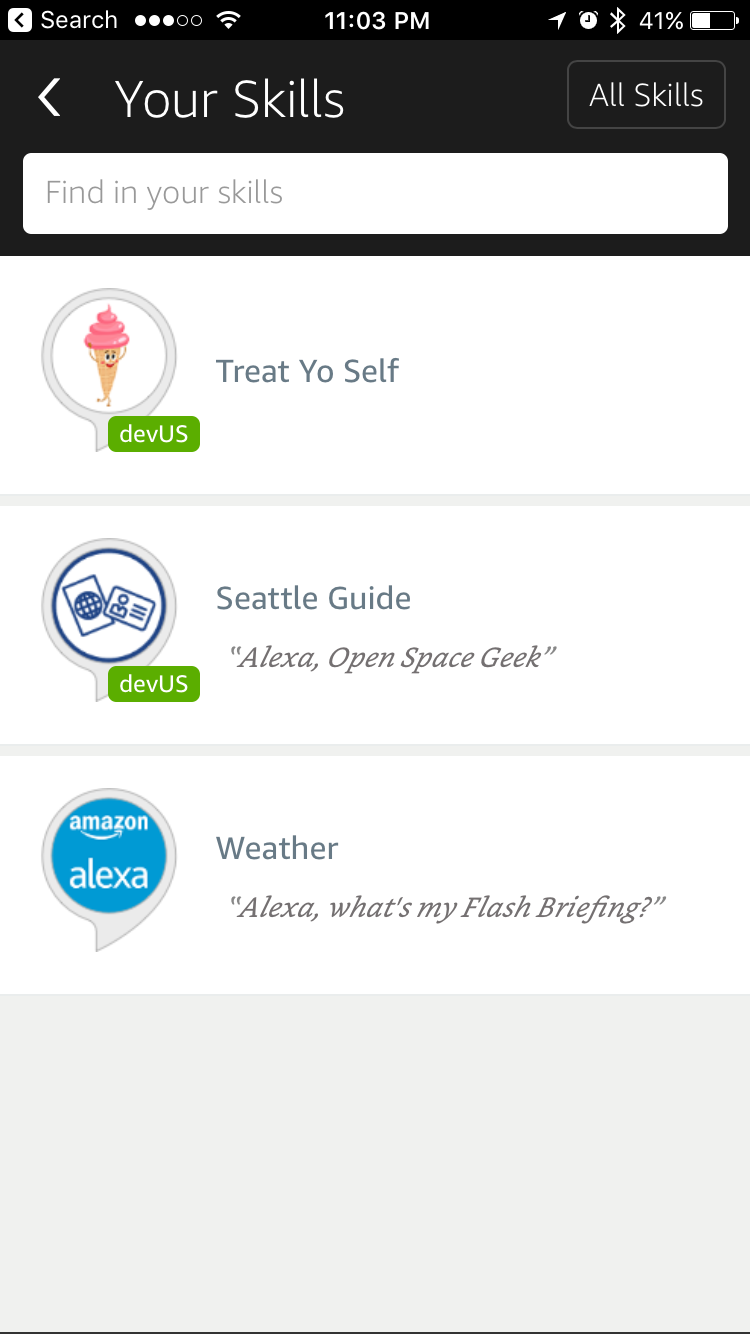 Search 11:03 PM 41%
Your Skills All Skills
Find in your skills
Treat Yo Self
devUS
Seattle Guide
“Alexa, Open Space Geek”
devUS
amazon
alexa
Weather
“Alexa, what's my Flash Briefing?”